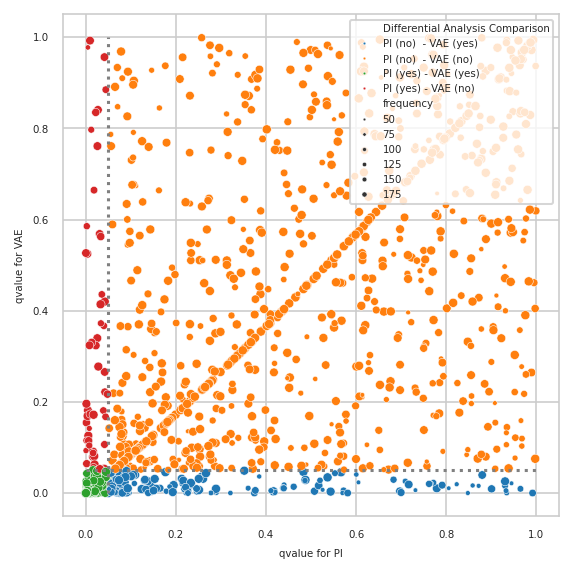 Differential Analysis Comparison
PI (no) - VAE (yes)
PI (no) - VAE (no)
PI (yes) - VAE (yes)
PI (yes) - VAE (no)
frequency
50
75
100
125
150
175
1.0
0.8
0.6
0.4
0.2
0.0
qvalue for VAE
0.0 0.2 0.4 0.6 0.8 1.0
qvalue for PI